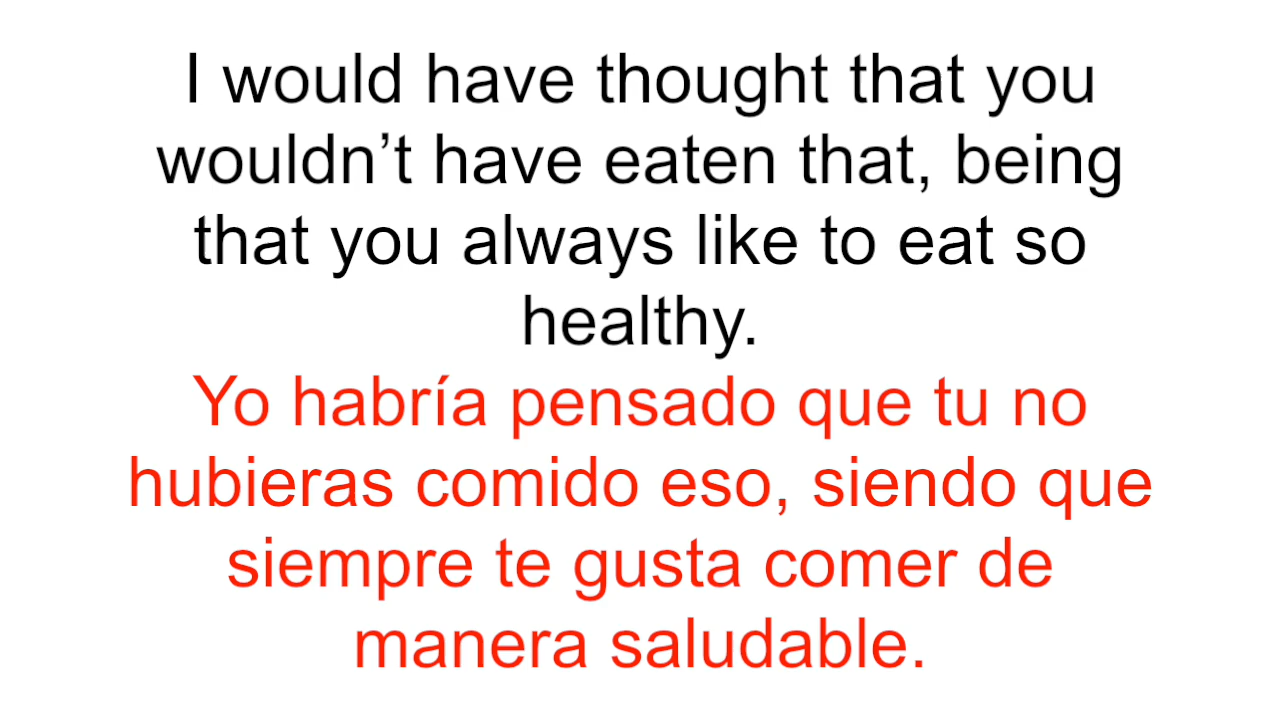 I would have thought that you
wouldn’t have eaten that, being
that you always like to eat so
healthy.
Yo habría pensado que tu no
hubieras comido eso, siendo que
siempre te gusta comer de
manera saludable.